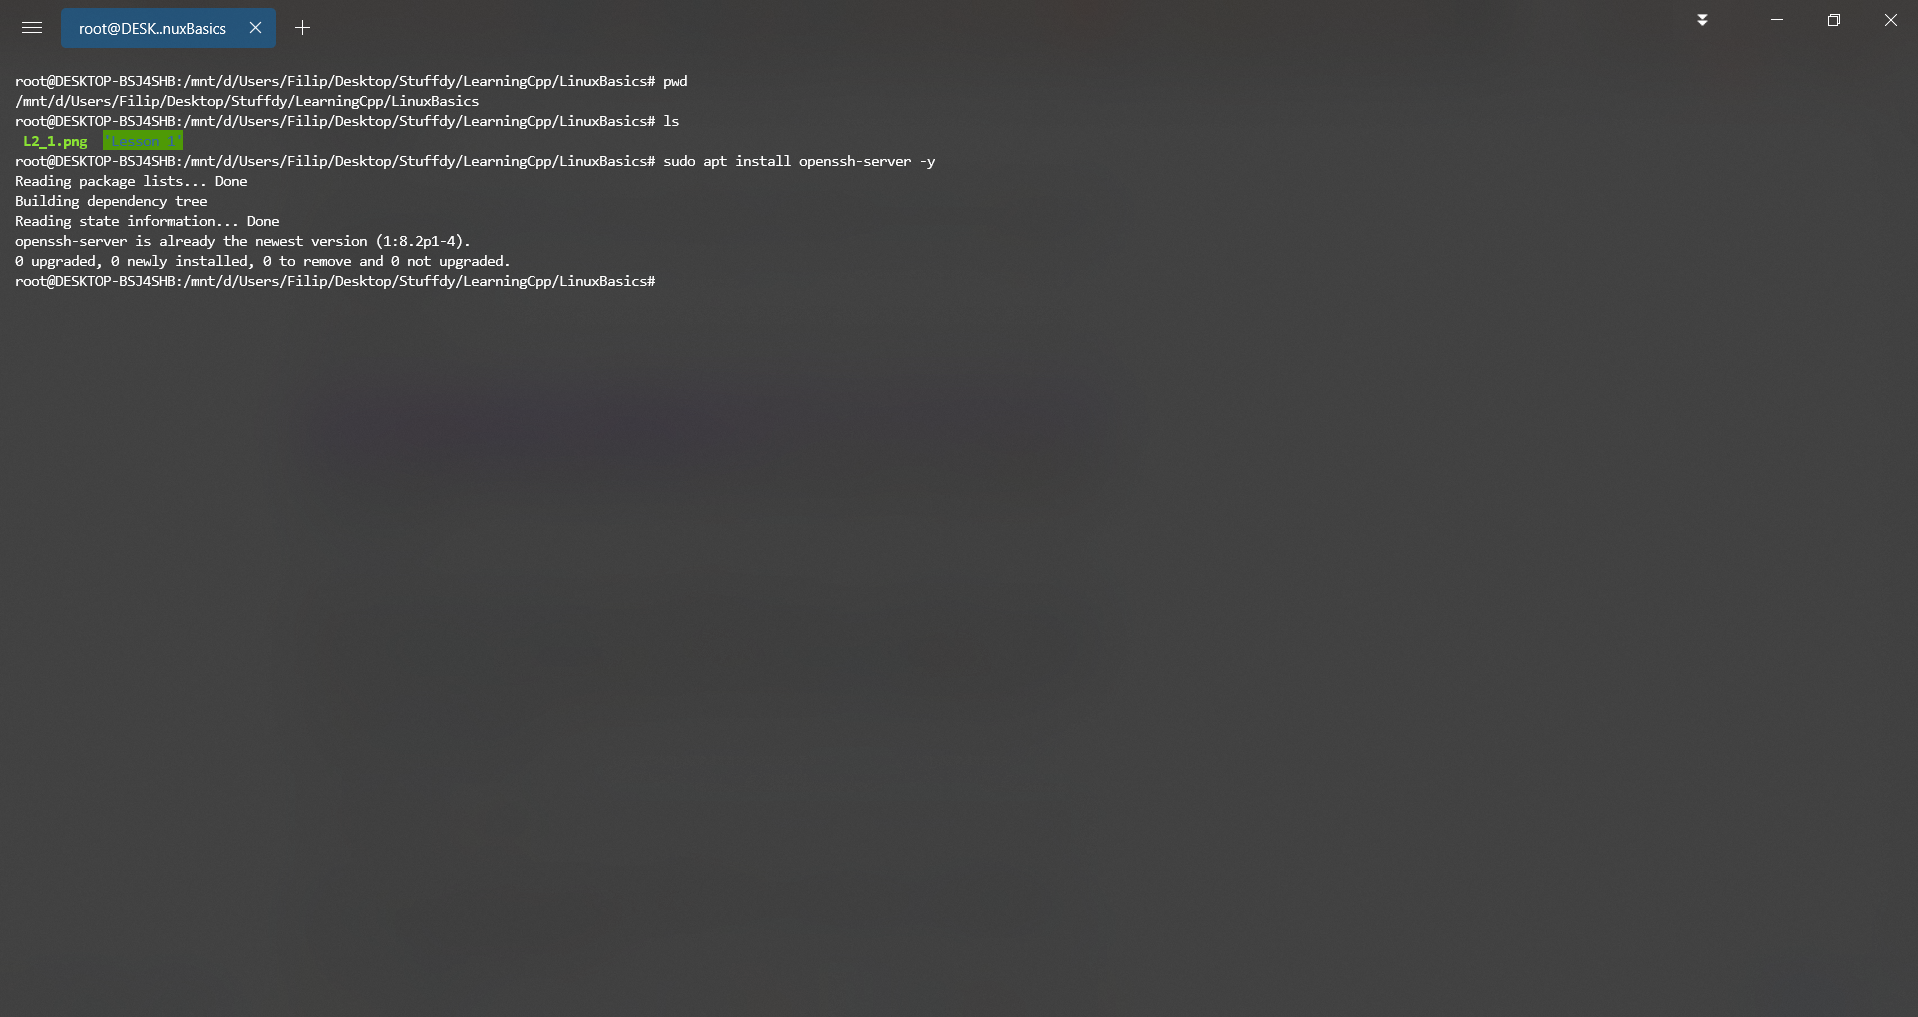 root@DESK..nuxBasics
root@DESKTOP-BSJ4SHB:/mnt/d/Users/Filip/Desktop/Stuffdy/LearningCpp/LinuxBasics# pwd
/mnt/d/Users/Filip/Desktop/Stuffdy/LearningCpp/LinuxBasics
root@DESKTOP-BSJ4SHB:/mnt/d/Users/Filip/Desktop/Stuffdy/LearningCpp/LinuxBasics# ls
L2_1.png  'Lesson 1'
root@DESKTOP-BSJ4SHB:/mnt/d/Users/Filip/Desktop/Stuffdy/LearningCpp/LinuxBasics# sudo apt install openssh-server -y
Reading package lists... Done
Building dependency tree
Reading state information... Done
openssh-server is already the newest version (1:8.2p1-4).
0 upgraded, 0 newly installed, 0 to remove and 0 not upgraded.
root@DESKTOP-BSJ4SHB:/mnt/d/Users/Filip/Desktop/Stuffdy/LearningCpp/LinuxBasics#